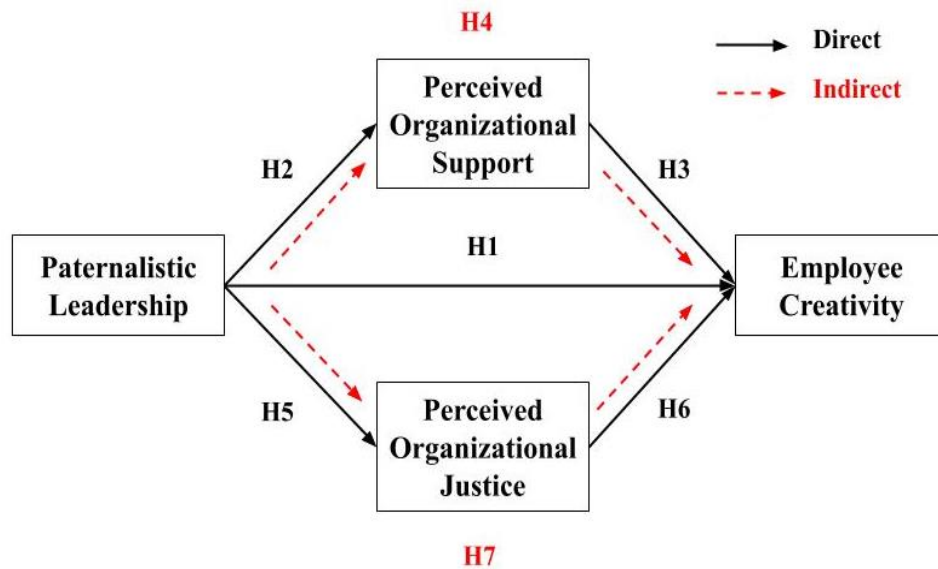 H4
Direct
Indirect
Perceived
Organizational
Support
H2
H3
H1
Paternalistic
Leadership
Employee
Creativity
H5
H6
Perceived
Organizational
Justice
H7